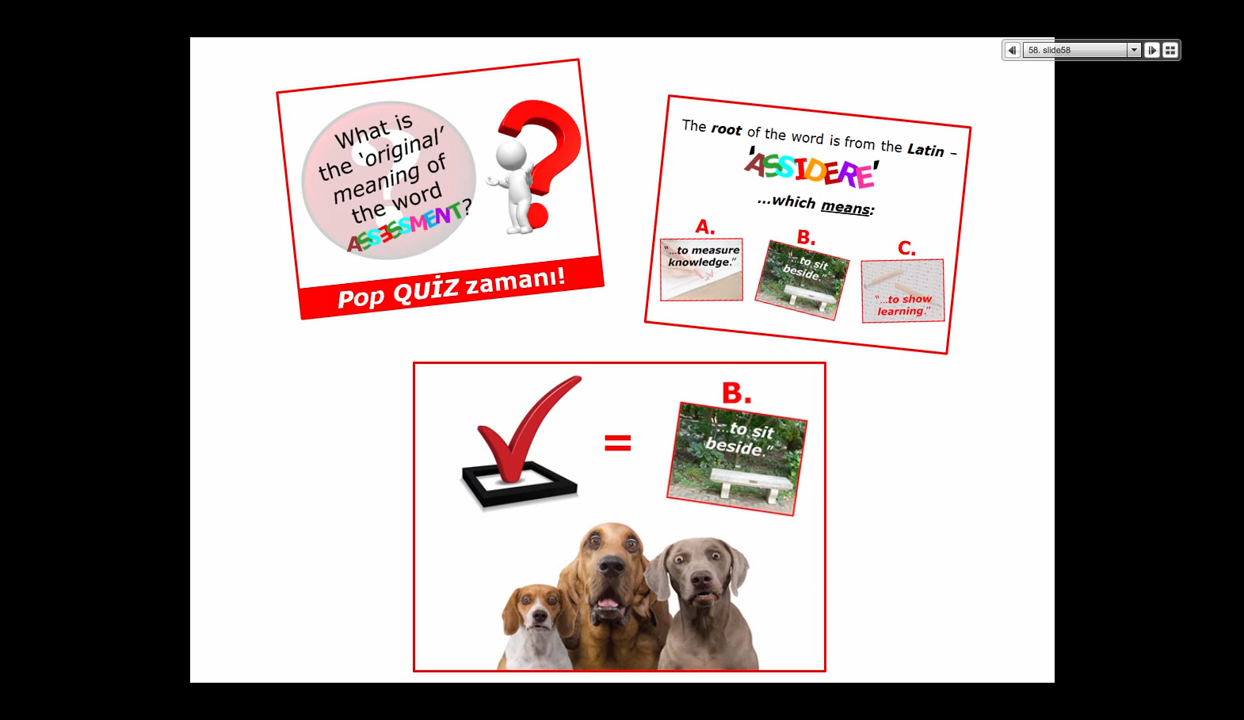 58. slide58
What is
the ‘original’
meaning of
the word
ASSESSMENT?
Pop QUİZ zamanı!
The root of the word is from the Latin –
‘ASSIDERE’
...which means:
A.
“...to measure
knowledge.”
B.
“...to sit
beside.”
C.
“...to show
learning.”
=
B.
“...to sit
beside.”